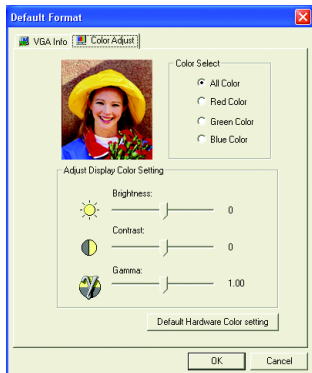 Default Format
VGA Info
Color Adjust
Color Select
All Color
Red Color
Green Color
Blue Color
Adjust Display Color Setting
Brightness:
0
Contrast:
0
Gamma:
1.00
Default Hardware Color setting
OK
Cancel